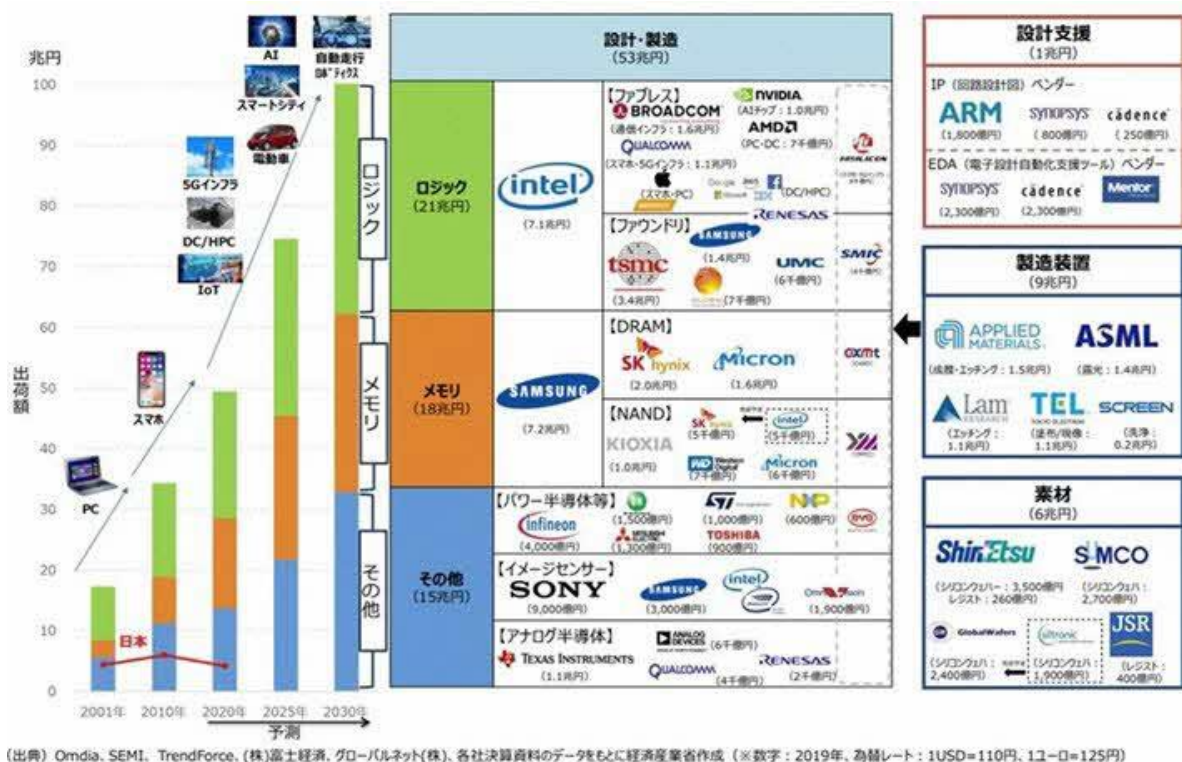 兆円
100
90
80
70
60
50
40
30
20
10
0
出荷額
2001年
2010年
2020年
2025年
2030年
予測
PC
スマホ
5Gインフラ
DC/HPC
IoT
AI
スマートシティ
電動車
自動走行
ロボティクス
日本
ロジック
メモリ
その他
設計・製造
(53兆円)
ロジック
(21兆円)
intel
(7.1兆円)
【ファブレス】
BROADCOM
(通信インフラ:1.6兆円)
NVIDIA
(AIチップ:1.0兆円)
QUALCOMM
(スマホ・5Gインフラ:1.1兆円)
AMD
(PC・DC:7千億円)
(スマホ・PC)
Google
(DC/HPC)
RENESAS
【ファウンドリ】
tsmc
(3.4兆円)
SAMSUNG
(1.4兆円)
(7千億円)
UMC
(6千億円)
SMIC
メモリ
(18兆円)
SAMSUNG
(7.2兆円)
【DRAM】
SK hynix
(2.0兆円)
Micron
(1.6兆円)
cxmt
【NAND】
KIOXIA
(1.0兆円)
SK hynix
(5千億円)
intel
(5千億円)
WD Western Digital
(7千億円)
Micron
(6千億円)
その他
(15兆円)
【パワー半導体等】
infineon
(4,000億円)
(1,500億円)
(1,300億円)
ST
(1,000億円)
TOSHIBA
(900億円)
NXP
(600億円)
BYD
【イメージセンサー】
SONY
(9,000億円)
SAMSUNG
(3,000億円)
intel
(1,900億円)
【アナログ半導体】
TEXAS INSTRUMENTS
(1.1兆円)
ANALOG DEVICES
(6千億円)
QUALCOMM
(4千億円)
RENESAS
(2千億円)
設計支援
(1兆円)
IP(回路設計図)ベンダー
ARM
(1,800億円)
SYNOPSYS
(800億円)
cādence
(250億円)
EDA(電子設計自動化支援ツール)ベンダー
SYNOPSYS
(2,300億円)
cādence
(2,300億円)
Mentor
製造装置
(9兆円)
APPLIED MATERIALS
(成膜・エッチング:1.5兆円)
ASML
(露光:1.4兆円)
Lam RESEARCH
(エッチング:
1.1兆円)
TEL
TOKYO ELECTRON
(塗布/現像:
1.1兆円)
SCREEN
(洗浄:
0.2兆円)
素材
(6兆円)
ShinEtsu
(シリコンウェハー:3,500億円
レジスト:260億円)
SUMCO
(シリコンウェハ:
2,700億円)
GlobalWafers
(シリコンウェハ:
2,400億円)
siltronic
(シリコンウェハ:
1,900億円)
JSR
(レジスト:
400億円)
(出典)Omdia、SEMI、TrendForce、(株)富士経済、グローバルネット(株)、各社決算資料のデータをもとに経済産業省作成(※数字:2019年、為替レート:1USD=110円、1ユーロ=125円)